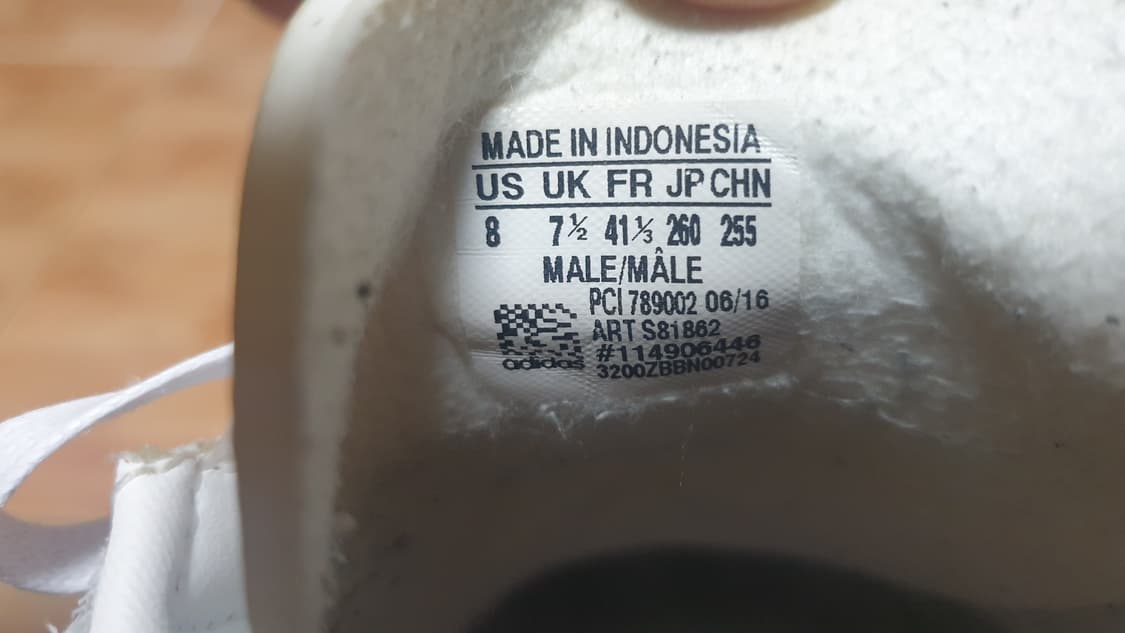 MADE IN INDONESIA
US UK FR JP CHN
8 7½ 41⅓ 260 255
MALE/MÂLE
PCI 789002 06/16
ART S81862
#114906446
adidas 3200ZBBN00724